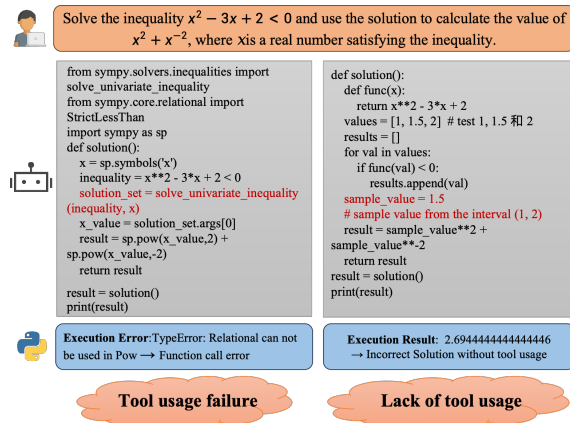 Solve the inequality x² − 3x + 2 < 0 and use the solution to calculate the value of
x² + x⁻², where xis a real number satisfying the inequality.
from sympy.solvers.inequalities import
solve_univariate_inequality
from sympy.core.relational import
StrictLessThan
import sympy as sp
def solution():
x = sp.symbols('x')
inequality = x**2 - 3*x + 2 < 0
solution_set = solve_univariate_inequality
(inequality, x)
x_value = solution_set.args[0]
result = sp.pow(x_value,2) +
sp.pow(x_value,-2)
return result
result = solution()
print(result)
def solution():
def func(x):
return x**2 - 3*x + 2
values = [1, 1.5, 2] # test 1, 1.5 和 2
results = []
for val in values:
if func(val) < 0:
results.append(val)
sample_value = 1.5
# sample value from the interval (1, 2)
result = sample_value**2 +
sample_value**-2
return result
result = solution()
print(result)
Execution Error:TypeError: Relational can not
be used in Pow → Function call error
Execution Result: 2.6944444444444446
→ Incorrect Solution without tool usage
Tool usage failure
Lack of tool usage